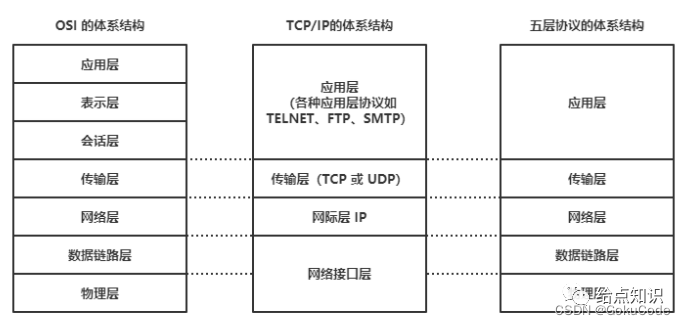 OSI 的体系结构
应用层
表示层
会话层
传输层
网络层
数据链路层
物理层
TCP/IP的体系结构
应用层
(各种应用层协议如
TELNET、FTP、SMTP)
传输层（TCP 或 UDP）
网际层 IP
网络接口层
五层协议的体系结构
应用层
传输层
网络层
数据链路层
给点知识
CSDN @GokuCode